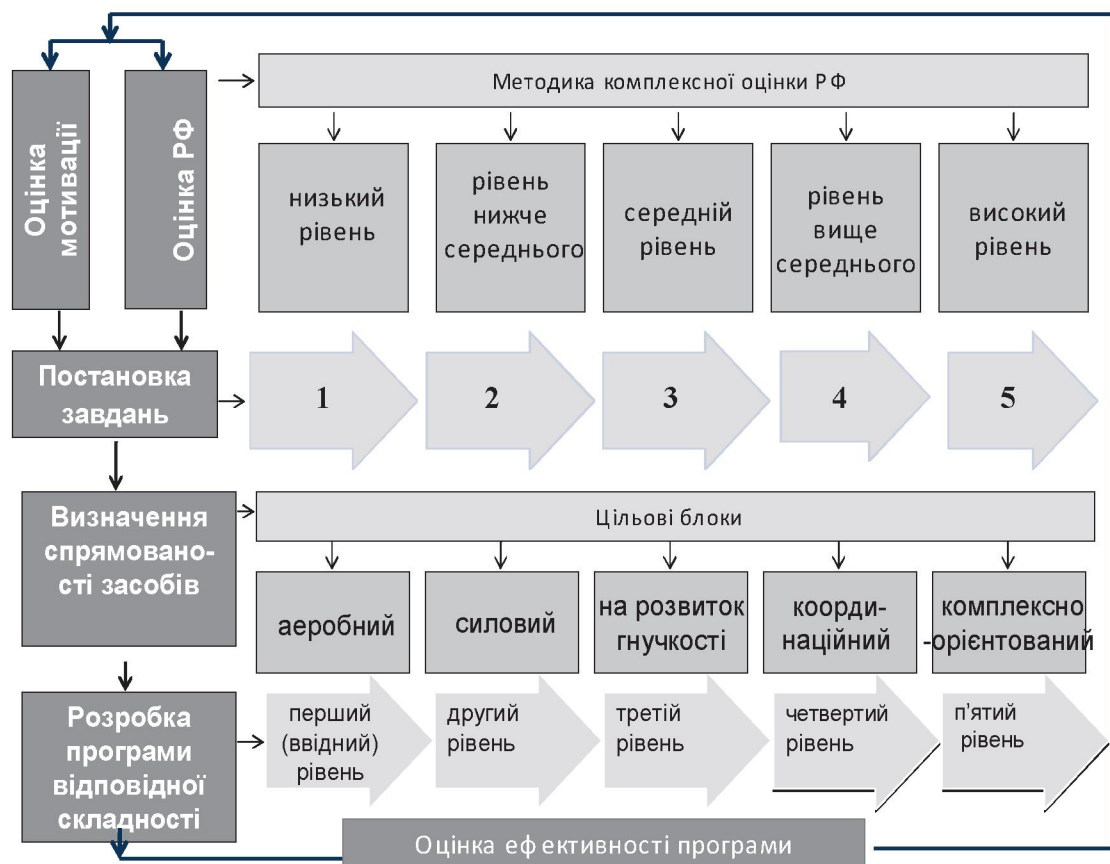 Оцінка
мотивації
Оцінка РФ
Методика комплексної оцінки РФ
низький
рівень
рівень
нижче
середнього
середній
рівень
рівень
вище
середнього
високий
рівень
Постановка
завдань
1
2
3
4
5
Визначення
спрямовано-
сті засобів
Цільові блоки
аеробний
силовий
на розвиток
гнучкості
коорди-
наційний
комплексно
-орієнтований
Розробка
програми
відповідної
складності
перший
(ввідний)
рівень
другий
рівень
третій
рівень
четвертий
рівень
п'ятий
рівень
Оцінка ефективності програми